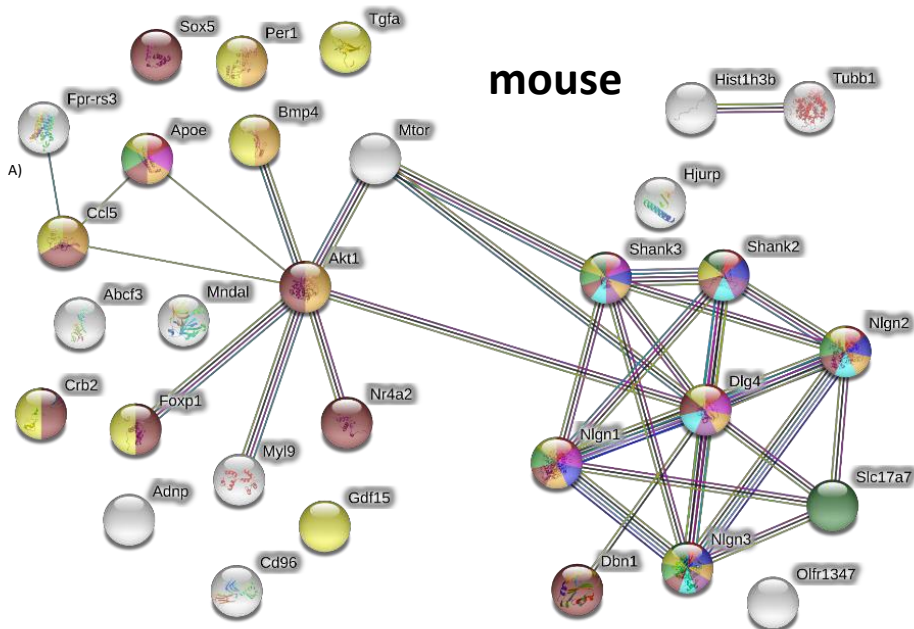 Sox5
Per1
Tgfa
mouse
Hist1h3b
Tubb1
Fpr-rs3
Apoe
Bmp4
Mtor
A)
Hjurp
Ccl5
Akt1
Shank3
Shank2
Abcf3
Mndal
Nlgn2
Crb2
Foxp1
Nr4a2
Dlg4
Nlgn1
Myl9
Slc17a7
Adnp
Gdf15
Cd96
Dbn1
Nlgn3
Olfr1347